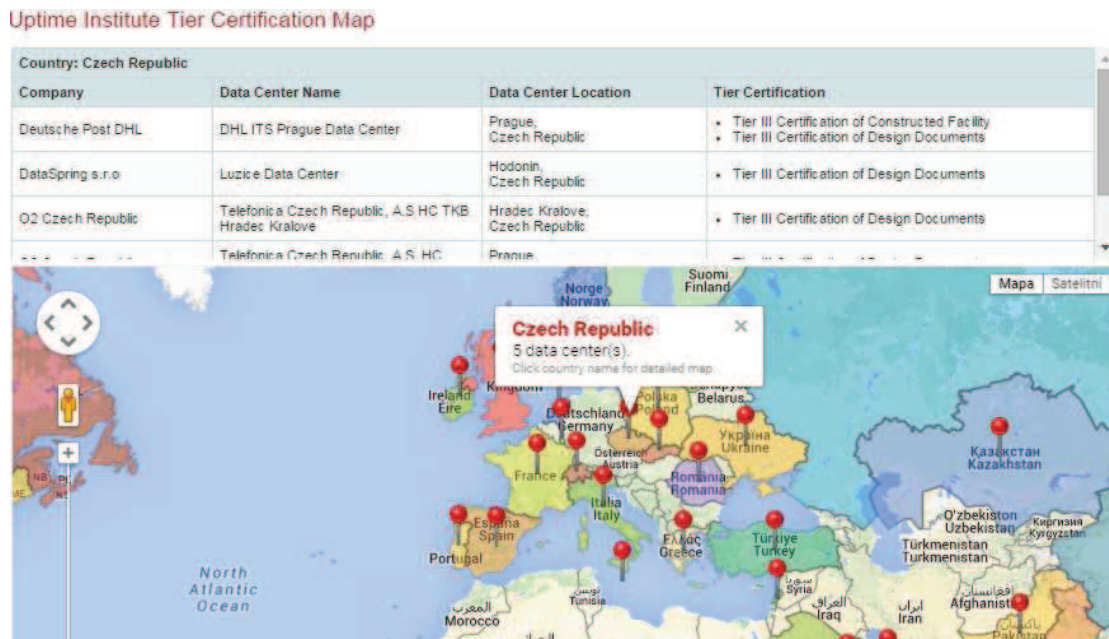 Uptime Institute Tier Certification Map
Country: Czech Republic
Company Data Center Name Data Center Location Tier Certification
Deutsche Post DHL DHL ITS Prague Data Center Prague, Czech Republic • Tier III Certification of Constructed Facility
• Tier III Certification of Design Documents
DataSpring s.r.o Luzice Data Center Hodonin, Czech Republic • Tier III Certification of Design Documents
O2 Czech Republic Telefonica Czech Republic, A.S HC TKB Hradec Kralove Hradec Kralove, Czech Republic • Tier III Certification of Design Documents
Telefonica Czech Republic, A.S. HC Prague
Suomi
Finland
Mapa Satelitní
Norge
Norway
Czech Republic
5 data center(s).
Click country name for detailed map.
Ireland
Éire
Kingdom
Belarus
Polska
Poland
Deutschland
Germany
Україна
Ukraine
Österreich
Austria
Қазақстан
Kazakhstan
France
România
Romania
NB
ME
NS
Italia
Italy
España
Spain
Portugal
Ελλάς
Greece
Türkiye
Turkey
O'zbekiston
Uzbekistan
Киргизия
Kyrgyzstan
Türkmenistan
Turkmenistan
North
Atlantic
Ocean
تونس
Tunisia
سوريا
Syria
العراق
Iraq
ایران
Iran
افغانستان
المغرب
Morocco
پاکستان
Pakistan